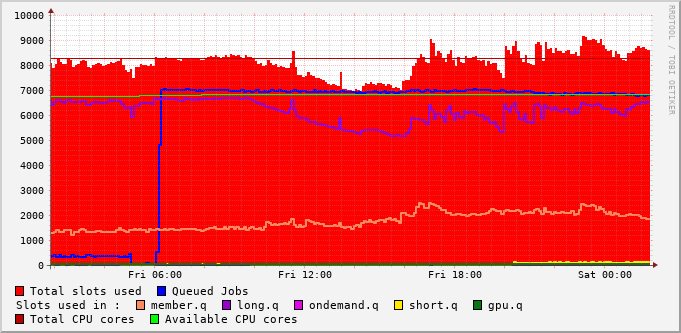 10000
9000
8000
7000
6000
5000
4000
3000
2000
1000
0
Fri 06:00 Fri 12:00 Fri 18:00 Sat 00:00
Total slots used Queued Jobs
Slots used in : member.q long.q ondemand.q short.q gpu.q
Total CPU cores Available CPU cores
RRDTOOL / TOBI OETIKER